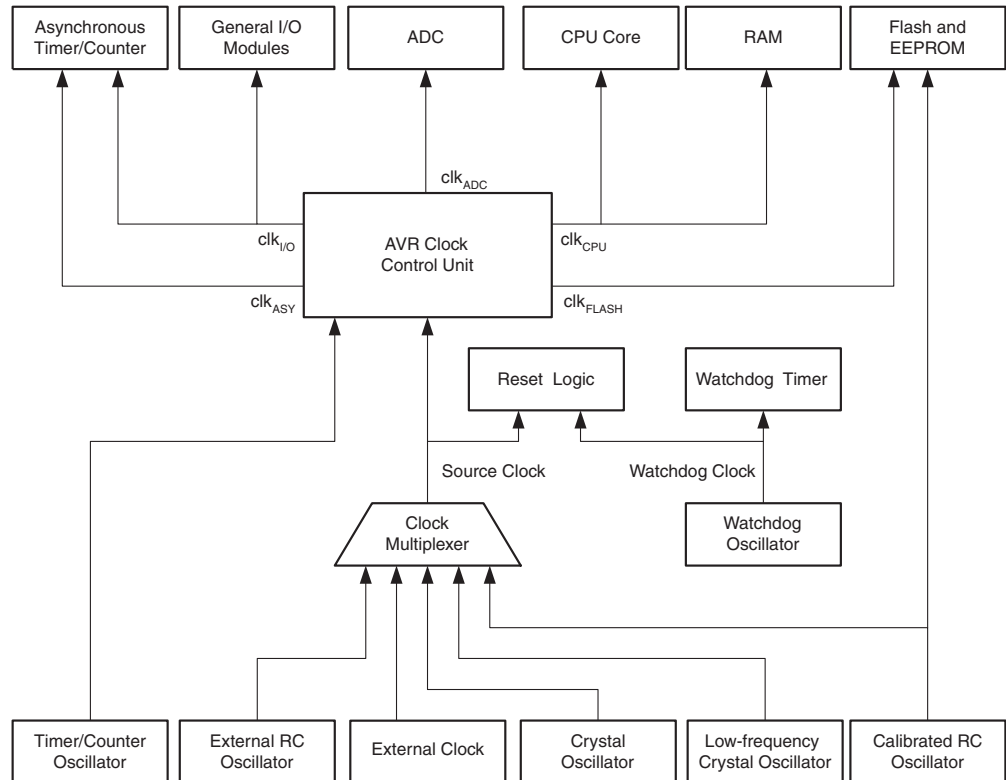 Asynchronous
Timer/Counter
General I/O
Modules
ADC
CPU Core
RAM
Flash and
EEPROM
clkADC
clkI/O
AVR Clock
Control Unit
clkCPU
clkASY
clkFLASH
Reset Logic
Watchdog Timer
Source Clock
Watchdog Clock
Clock
Multiplexer
Watchdog
Oscillator
Timer/Counter
Oscillator
External RC
Oscillator
External Clock
Crystal
Oscillator
Low-frequency
Crystal Oscillator
Calibrated RC
Oscillator